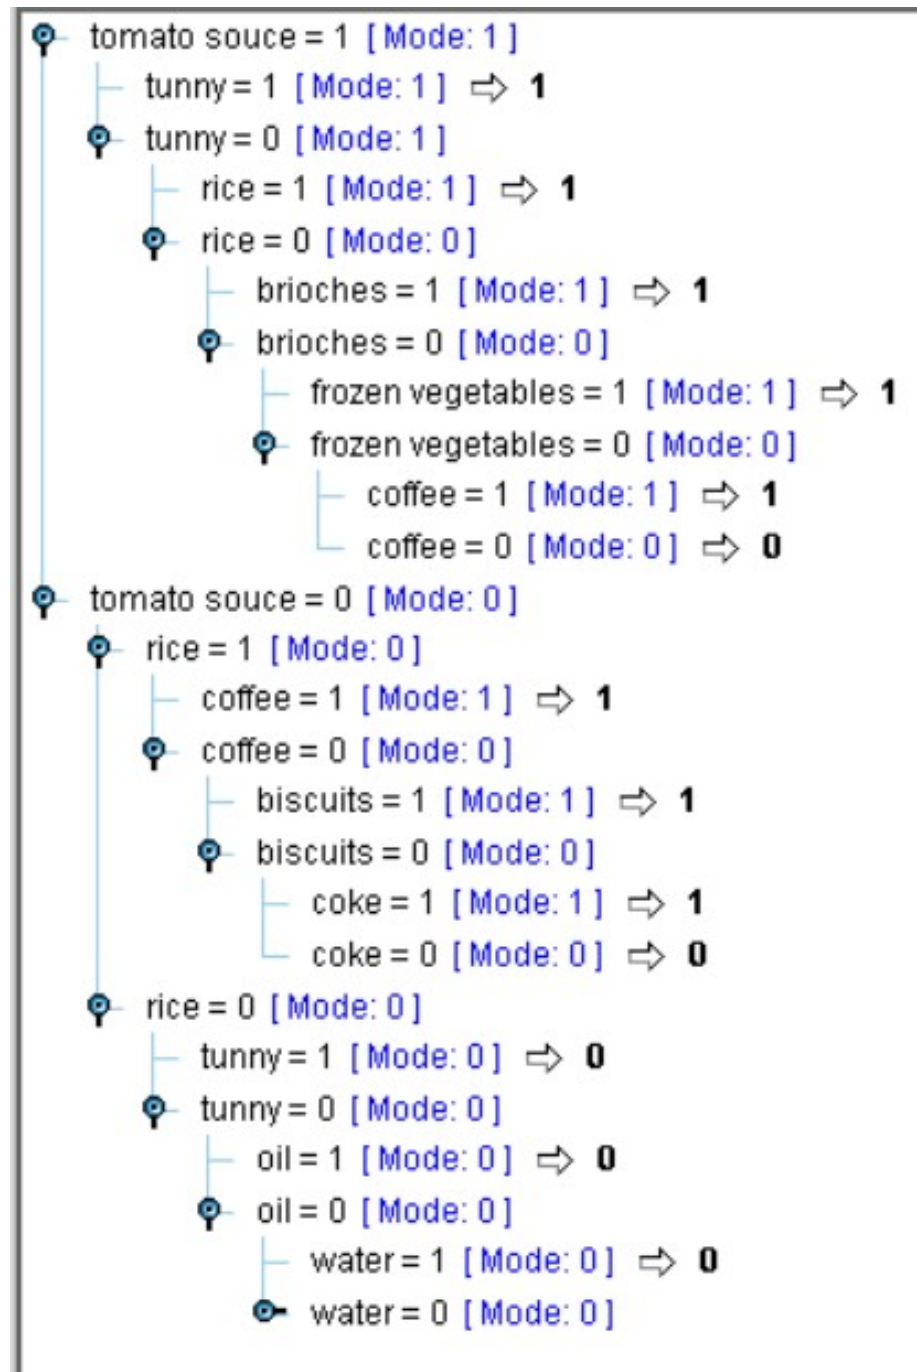 tomato souce = 1 [ Mode: 1 ]
tunny = 1 [ Mode: 1 ] ⇨ 1
tunny = 0 [ Mode: 1 ]
rice = 1 [ Mode: 1 ] ⇨ 1
rice = 0 [ Mode: 0 ]
brioches = 1 [ Mode: 1 ] ⇨ 1
brioches = 0 [ Mode: 0 ]
frozen vegetables = 1 [ Mode: 1 ] ⇨ 1
frozen vegetables = 0 [ Mode: 0 ]
coffee = 1 [ Mode: 1 ] ⇨ 1
coffee = 0 [ Mode: 0 ] ⇨ 0
tomato souce = 0 [ Mode: 0 ]
rice = 1 [ Mode: 0 ]
coffee = 1 [ Mode: 1 ] ⇨ 1
coffee = 0 [ Mode: 0 ]
biscuits = 1 [ Mode: 1 ] ⇨ 1
biscuits = 0 [ Mode: 0 ]
coke = 1 [ Mode: 1 ] ⇨ 1
coke = 0 [ Mode: 0 ] ⇨ 0
rice = 0 [ Mode: 0 ]
tunny = 1 [ Mode: 0 ] ⇨ 0
tunny = 0 [ Mode: 0 ]
oil = 1 [ Mode: 0 ] ⇨ 0
oil = 0 [ Mode: 0 ]
water = 1 [ Mode: 0 ] ⇨ 0
water = 0 [ Mode: 0 ]